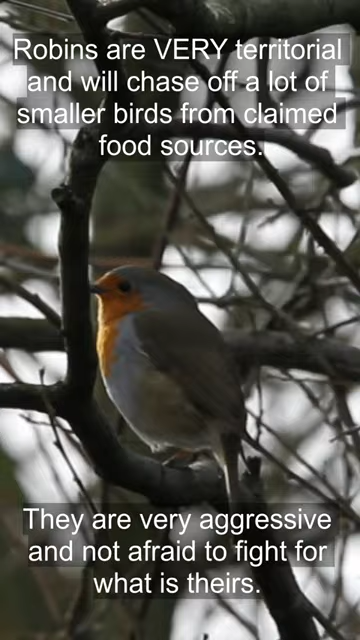 Robins are VERY territorial
and will chase off a lot of
smaller birds from claimed
food sources.
They are very aggressive
and not afraid to fight for
what is theirs.